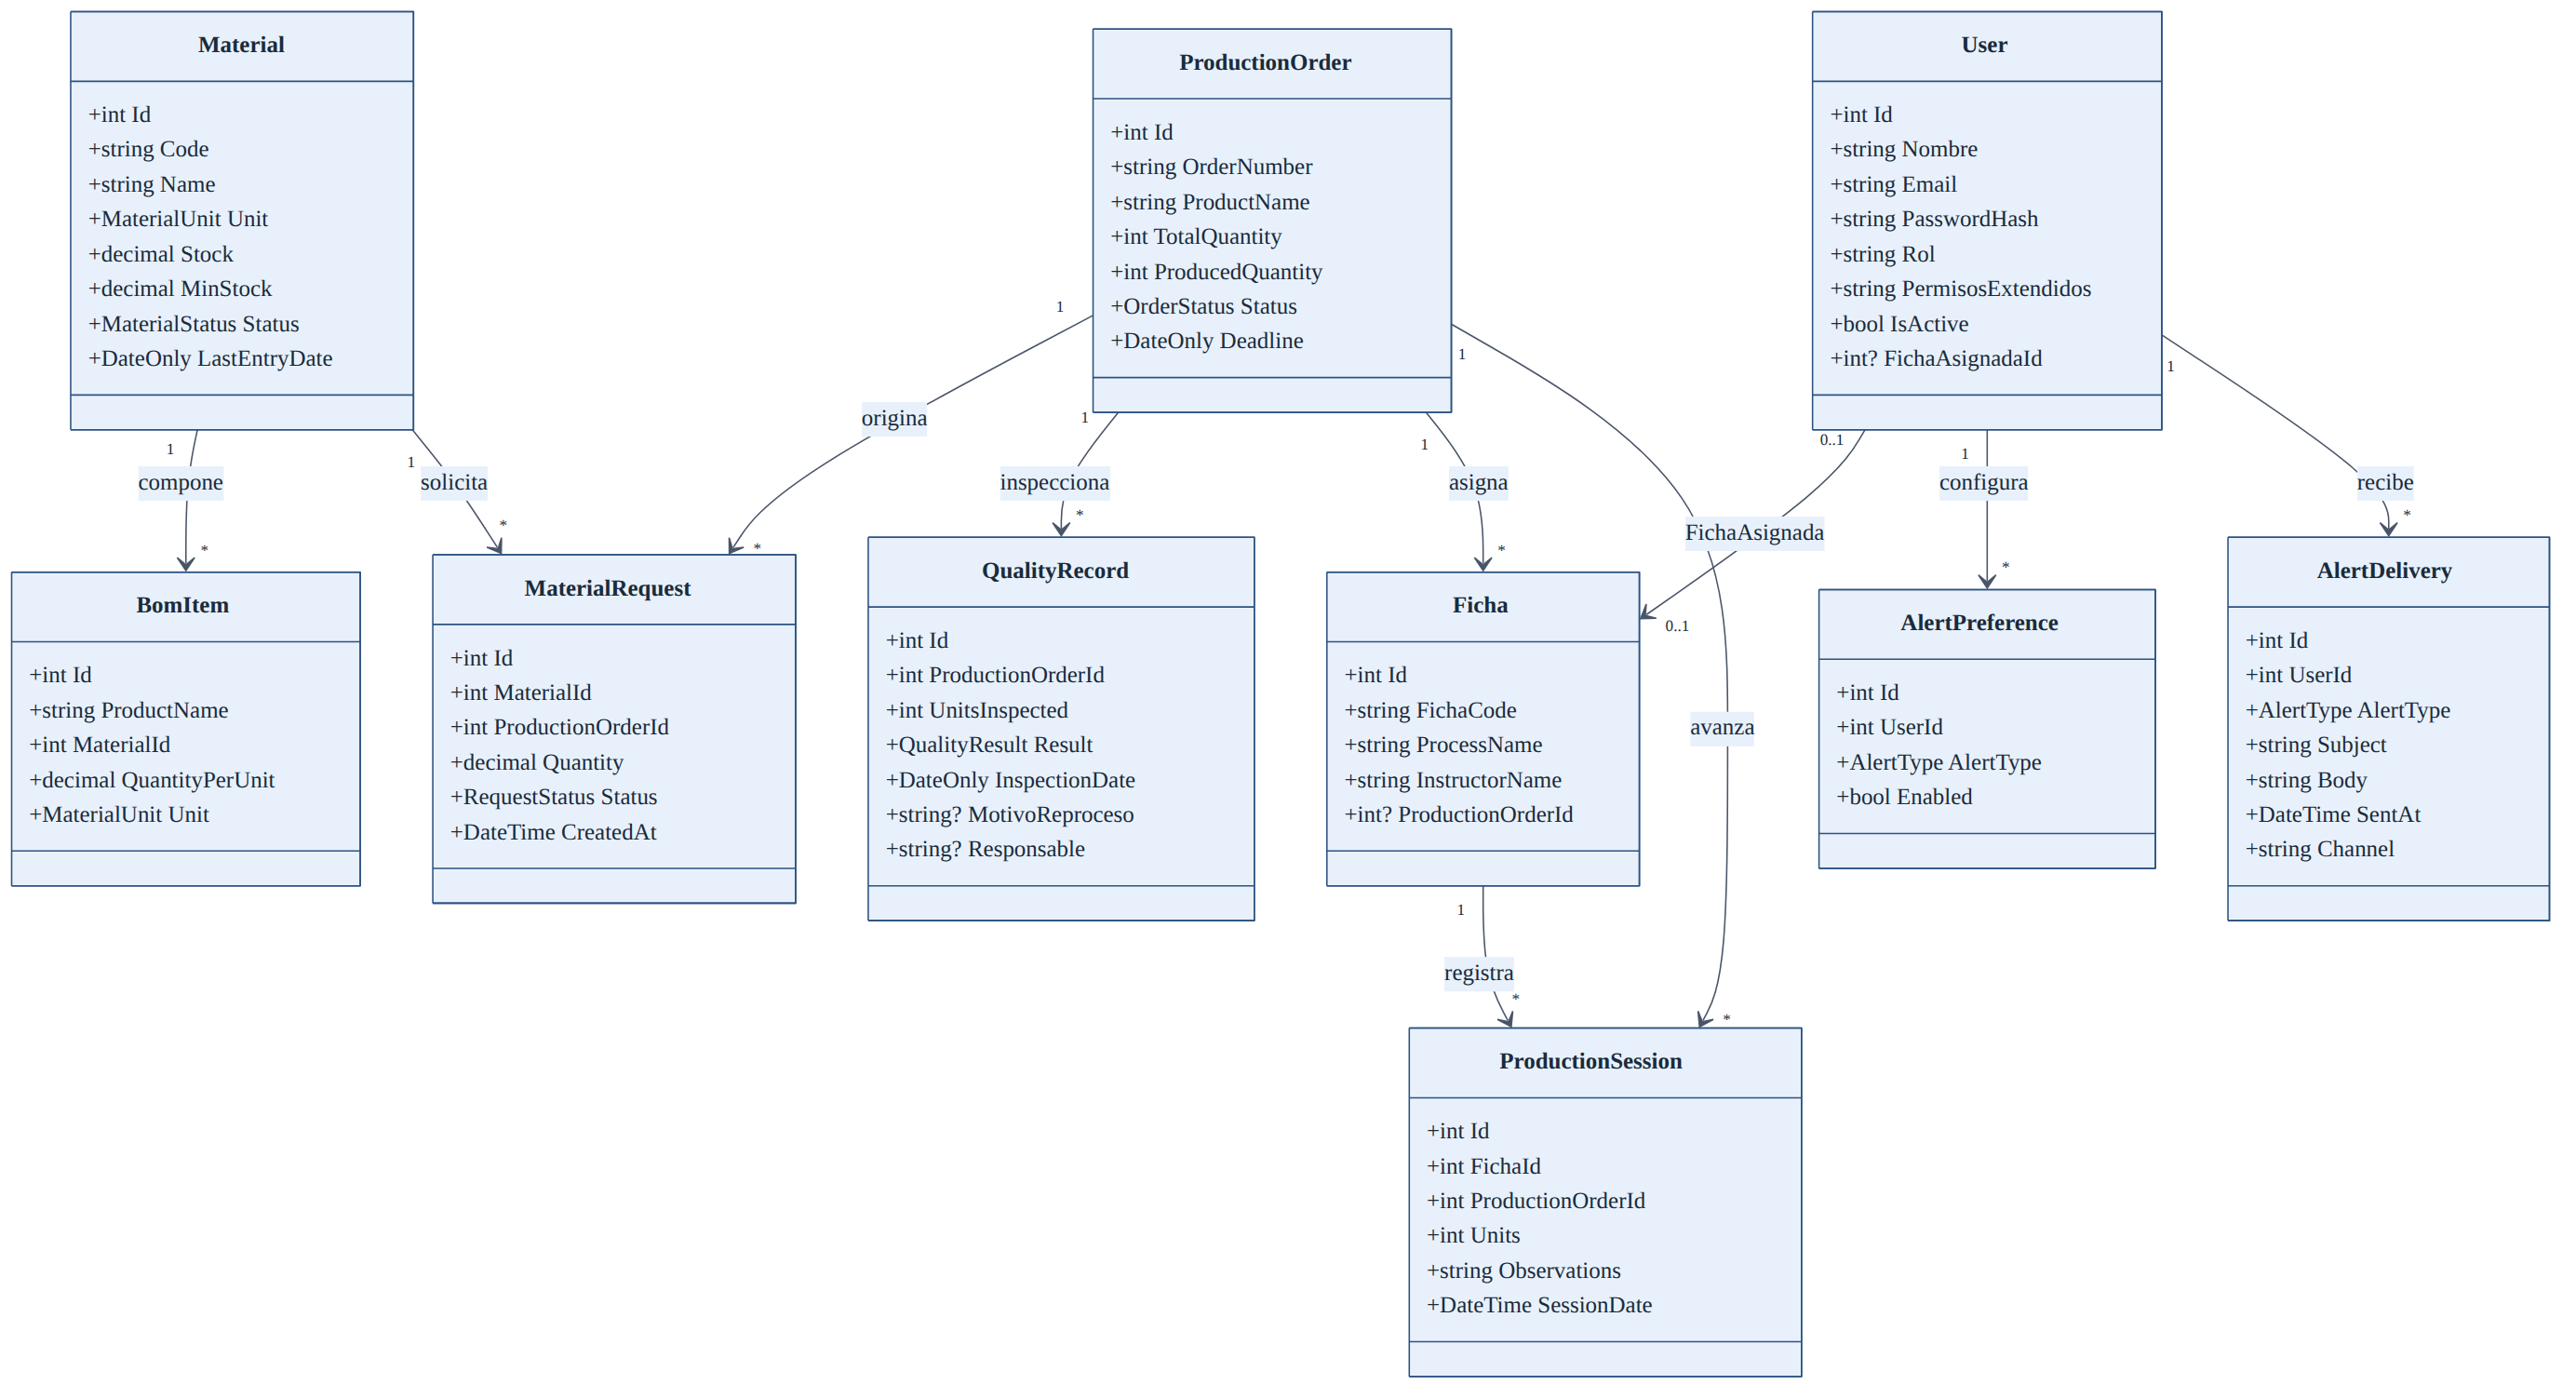 Material
+int Id
+string Code
+string Name
+MaterialUnit Unit
+decimal Stock
+decimal MinStock
+MaterialStatus Status
+DateOnly LastEntryDate
ProductionOrder
+int Id
+string OrderNumber
+string ProductName
+int TotalQuantity
+int ProducedQuantity
+OrderStatus Status
+DateOnly Deadline
User
+int Id
+string Nombre
+string Email
+string PasswordHash
+string Rol
+string PermisosExtendidos
+bool IsActive
+int? FichaAsignadaId
1
compone
*
1
solicita
*
1
origina
*
1
inspecciona
*
1
asigna
*
1
avanza
*
0..1
FichaAsignada
0..1
1
configura
*
1
recibe
*
BomItem
+int Id
+string ProductName
+int MaterialId
+decimal QuantityPerUnit
+MaterialUnit Unit
MaterialRequest
+int Id
+int MaterialId
+int ProductionOrderId
+decimal Quantity
+RequestStatus Status
+DateTime CreatedAt
QualityRecord
+int Id
+int ProductionOrderId
+int UnitsInspected
+QualityResult Result
+DateOnly InspectionDate
+string? MotivoReproceso
+string? Responsable
Ficha
+int Id
+string FichaCode
+string ProcessName
+string InstructorName
+int? ProductionOrderId
AlertPreference
+int Id
+int UserId
+AlertType AlertType
+bool Enabled
AlertDelivery
+int Id
+int UserId
+AlertType AlertType
+string Subject
+string Body
+DateTime SentAt
+string Channel
1
registra
*
ProductionSession
+int Id
+int FichaId
+int ProductionOrderId
+int Units
+string Observations
+DateTime SessionDate